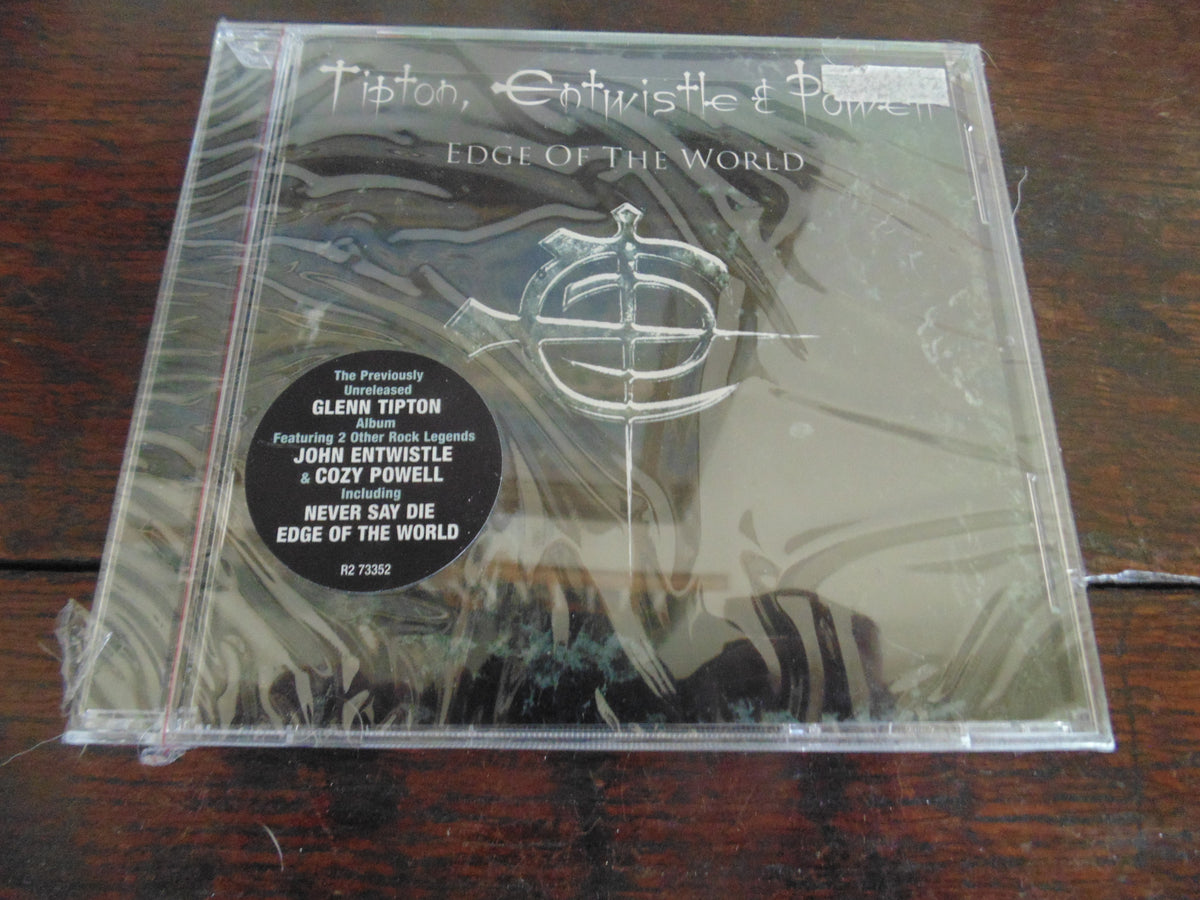 Tipton, Entwistle & Powell
EDGE OF THE WORLD
The Previously
Unreleased
GLENN TIPTON
Album
Featuring 2 Other Rock Legends
JOHN ENTWISTLE
& COZY POWELL
Including
NEVER SAY DIE
EDGE OF THE WORLD
R2 73352